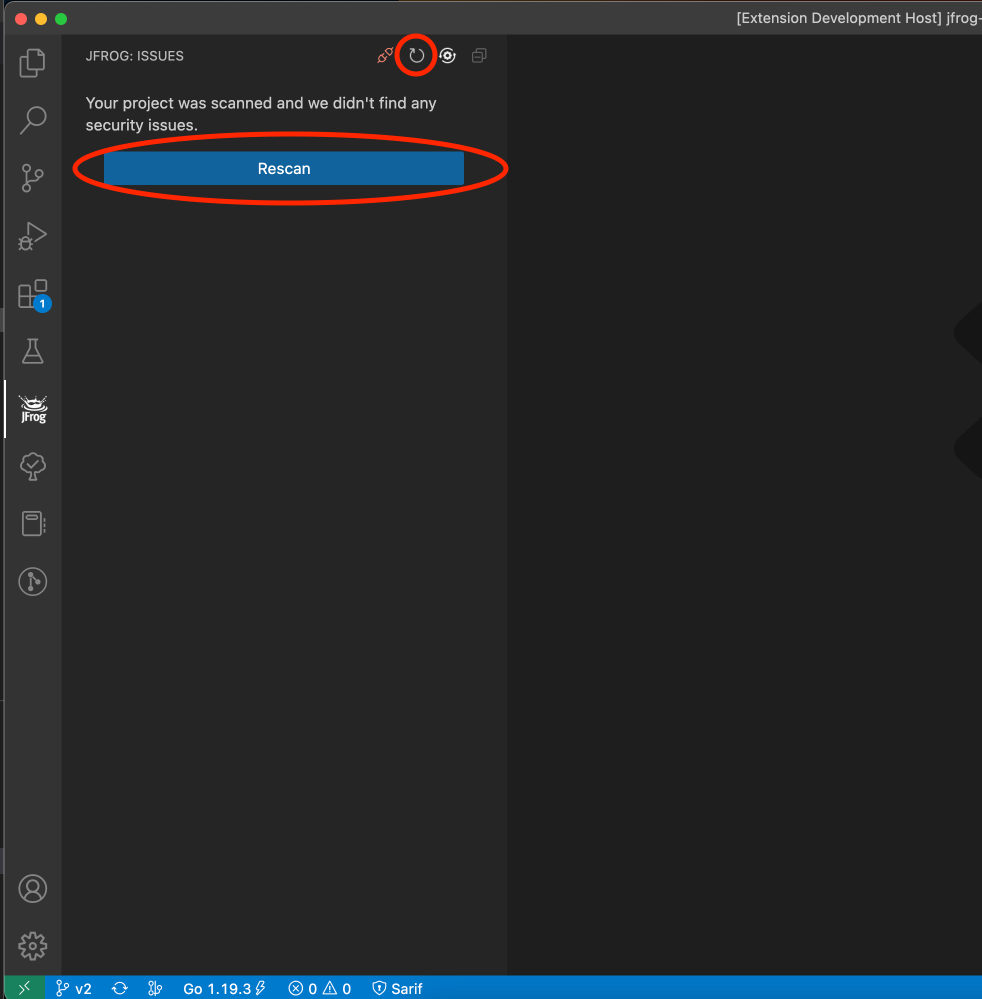 [Extension Development Host] jfrog-
JFROG: ISSUES
Your project was scanned and we didn't find any
security issues.
Rescan
1
JFrog
v2
Go 1.19.3
0
0
Sarif